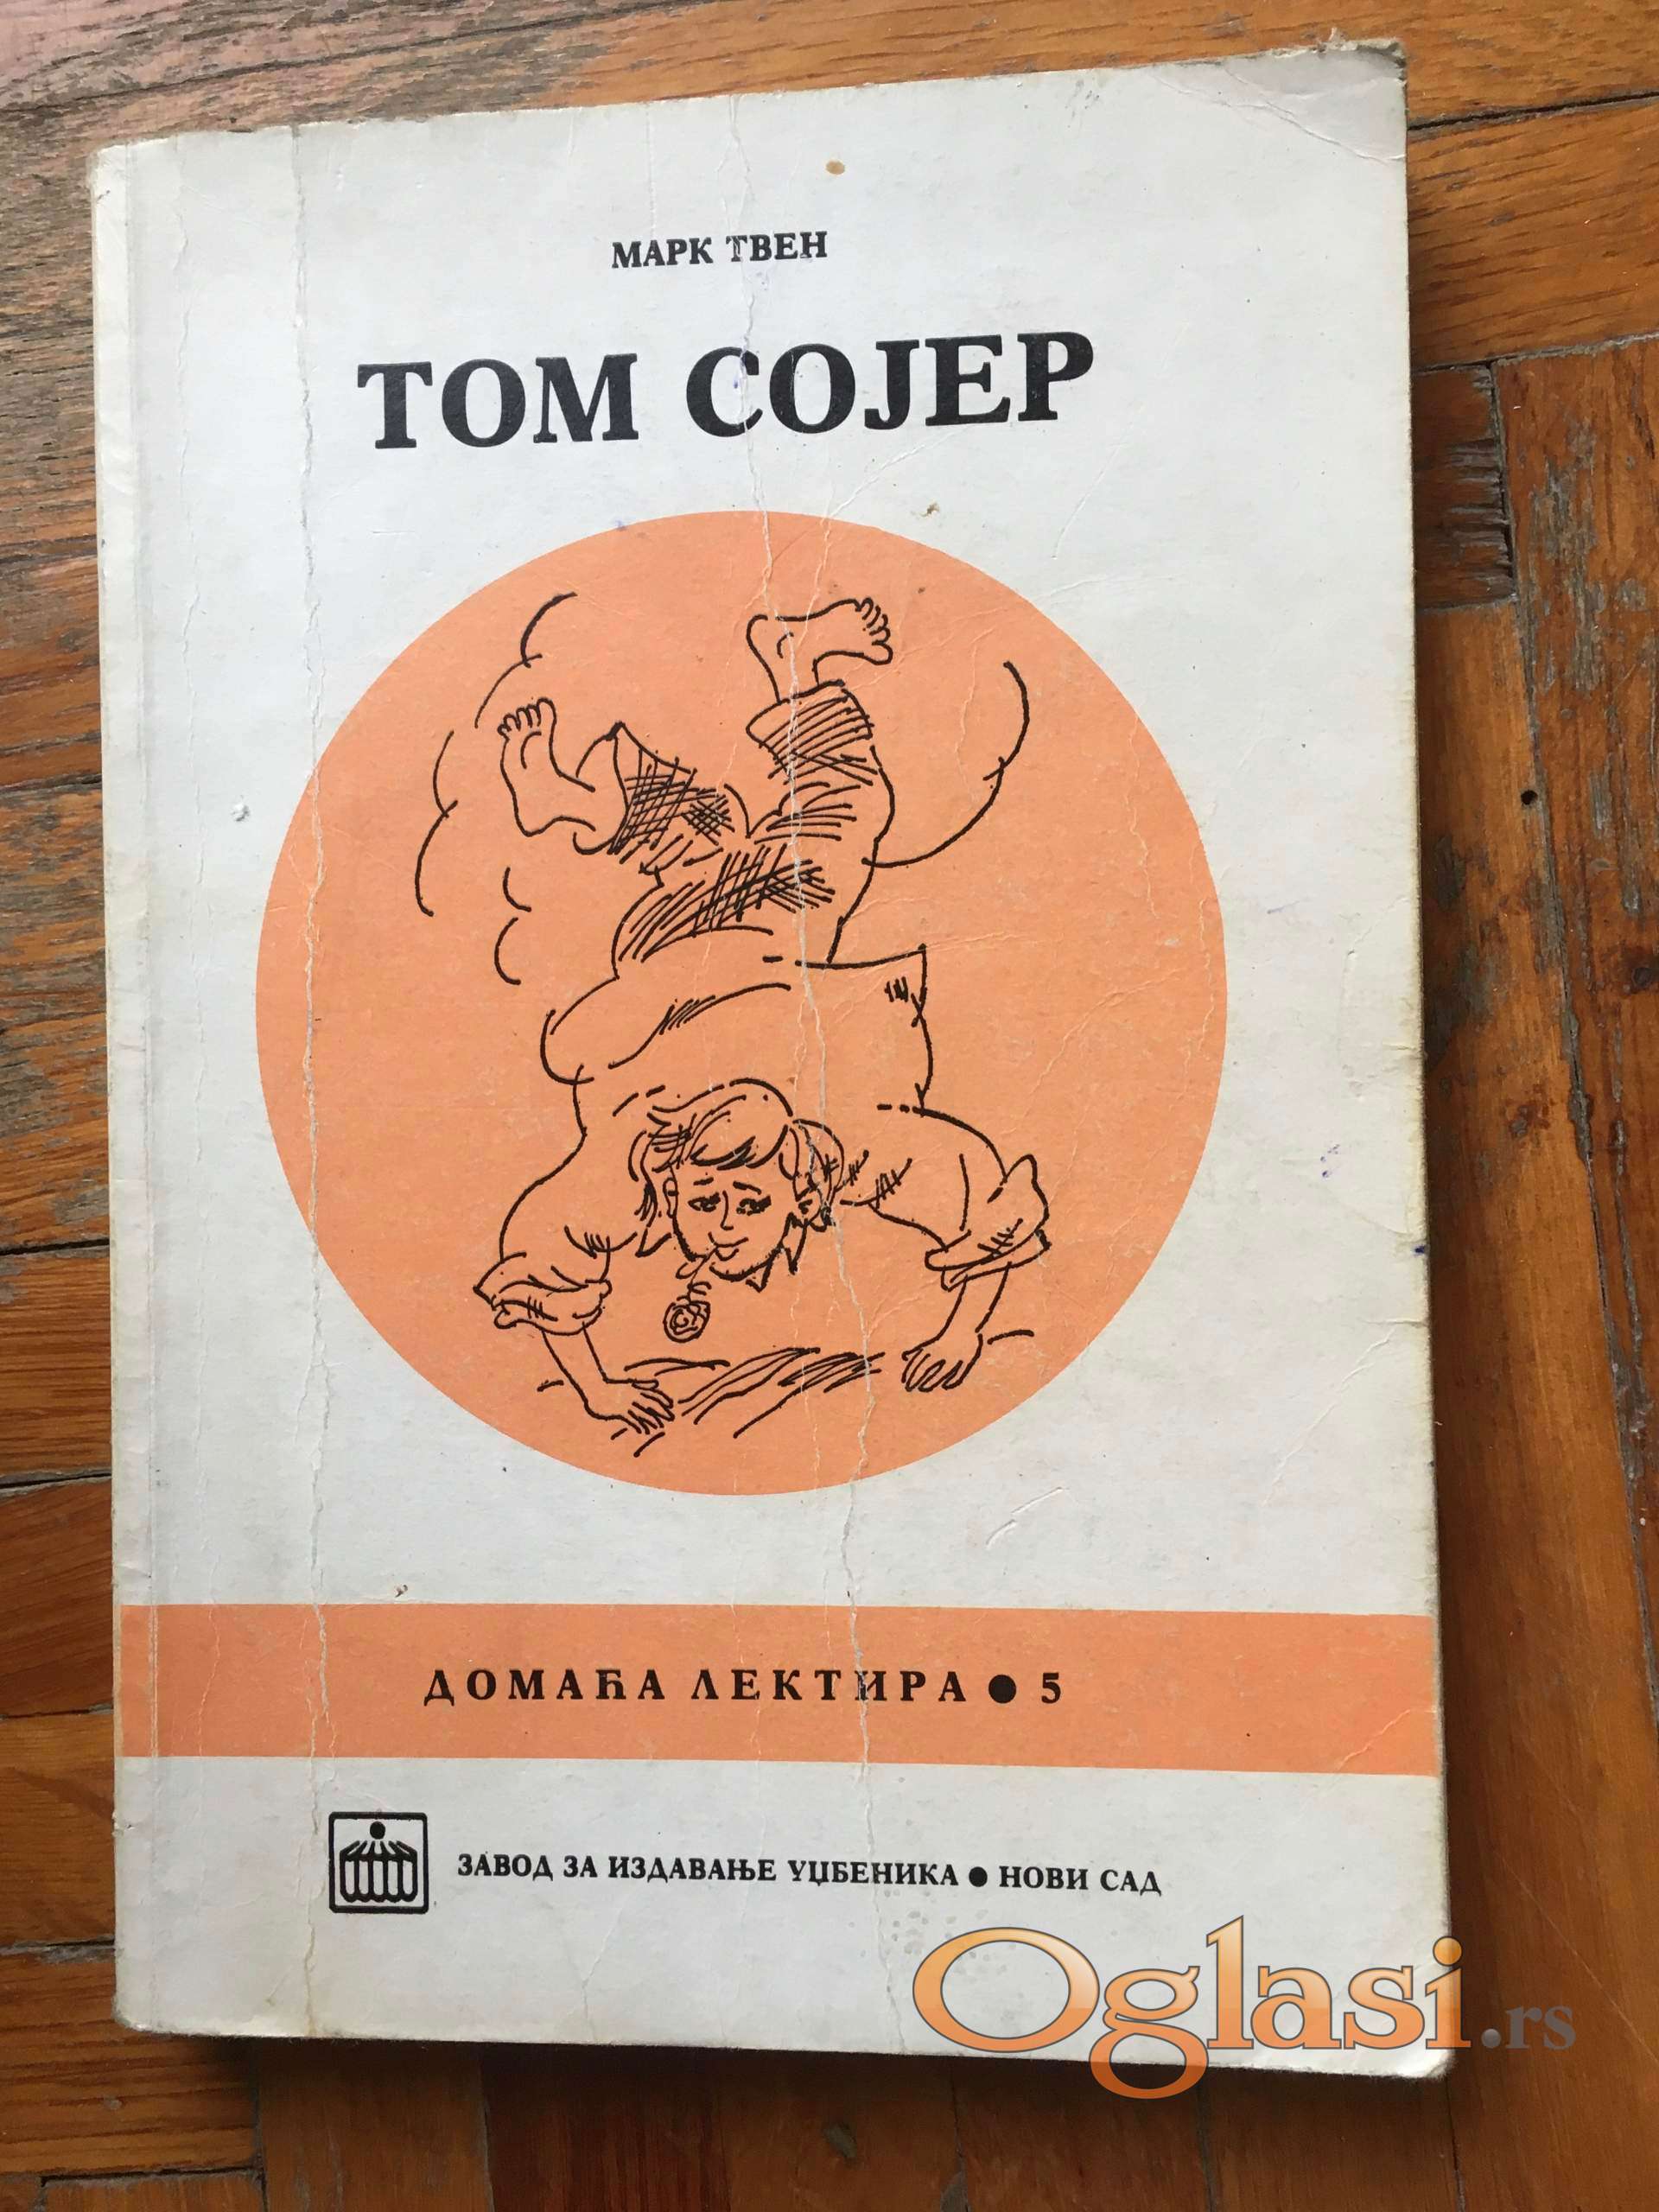 МАРК ТВЕН
ТОМ СОЈЕР
ДОМАЋА ЛЕКТИРА ● 5
ЗАВОД ЗА ИЗДАВАЊЕ УЏБЕНИКА ● НОВИ САД
Oglasi.rs